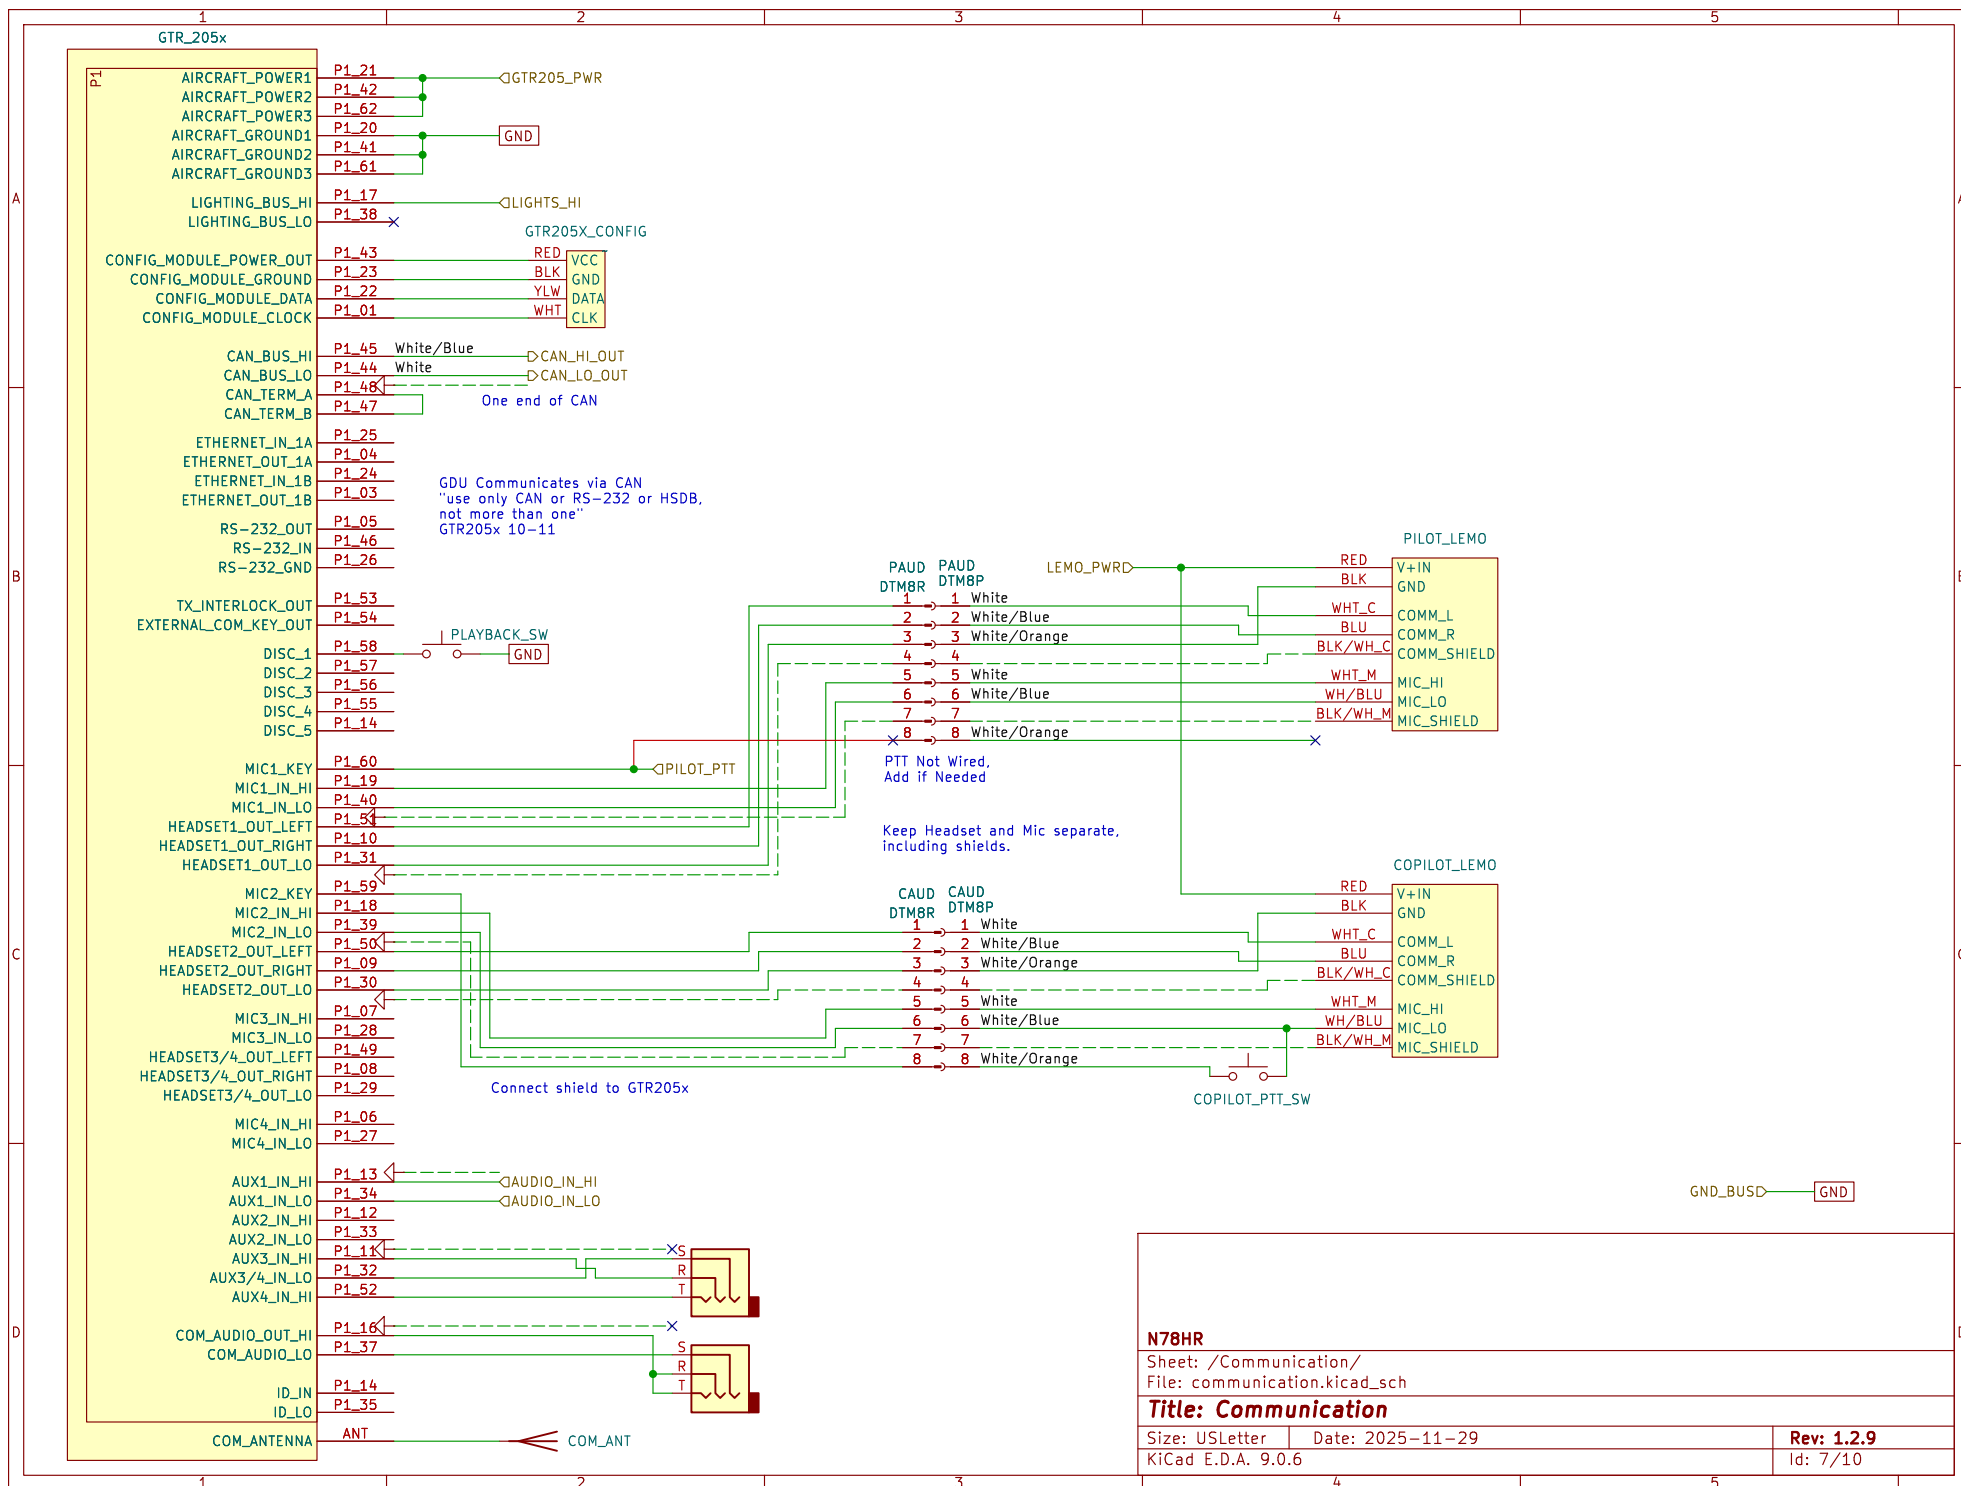 1 2 3 4 5
GTR_205x
P1
AIRCRAFT_POWER1 P1_21 GTR205_PWR
AIRCRAFT_POWER2 P1_42
AIRCRAFT_POWER3 P1_62
AIRCRAFT_GROUND1 P1_20 GND
AIRCRAFT_GROUND2 P1_41
AIRCRAFT_GROUND3 P1_61
A
LIGHTING_BUS_HI P1_17 LIGHTS_HI
LIGHTING_BUS_LO P1_38
GTR205X_CONFIG
CONFIG_MODULE_POWER_OUT P1_43 RED VCC
CONFIG_MODULE_GROUND P1_23 BLK GND
CONFIG_MODULE_DATA P1_22 YLW DATA
CONFIG_MODULE_CLOCK P1_01 WHT CLK
CAN_BUS_HI P1_45 White/Blue CAN_HI_OUT
CAN_BUS_LO P1_44 White CAN_LO_OUT
CAN_TERM_A P1_48
One end of CAN
CAN_TERM_B P1_47
ETHERNET_IN_1A P1_25
ETHERNET_OUT_1A P1_04
ETHERNET_IN_1B P1_24
ETHERNET_OUT_1B P1_03
GDU Communicates via CAN
"use only CAN or RS-232 or HSDB,
not more than one"
GTR205x 10-11
RS-232_OUT P1_05
RS-232_IN P1_46
RS-232_GND P1_26
B
TX_INTERLOCK_OUT P1_53
EXTERNAL_COM_KEY_OUT P1_54
DISC_1 P1_58 PLAYBACK_SW GND
DISC_2 P1_57
DISC_3 P1_56
DISC_4 P1_55
DISC_5 P1_14
PILOT_LEMO
PAUD PAUD
DTM8R DTM8P
LEMO_PWR RED V+IN
BLK GND
1 1 White WHT_C COMM_L
2 2 White/Blue BLU COMM_R
3 3 White/Orange BLK/WH_C COMM_SHIELD
4 4
5 5 White WHT_M MIC_HI
6 6 White/Blue WH/BLU MIC_LO
7 7 BLK/WH_M MIC_SHIELD
8 8 White/Orange
PTT Not Wired,
Add if Needed
MIC1_KEY P1_60 PILOT_PTT
MIC1_IN_HI P1_19
MIC1_IN_LO P1_40
HEADSET1_OUT_LEFT P1_51
HEADSET1_OUT_RIGHT P1_10
HEADSET1_OUT_LO P1_31
Keep Headset and Mic separate,
including shields.
MIC2_KEY P1_59
MIC2_IN_HI P1_18
MIC2_IN_LO P1_39
HEADSET2_OUT_LEFT P1_50
HEADSET2_OUT_RIGHT P1_09
HEADSET2_OUT_LO P1_30
C
MIC3_IN_HI P1_07
MIC3_IN_LO P1_28
HEADSET3/4_OUT_LEFT P1_49
HEADSET3/4_OUT_RIGHT P1_08
HEADSET3/4_OUT_LO P1_29
Connect shield to GTR205x
COPILOT_LEMO
CAUD CAUD
DTM8R DTM8P
RED V+IN
BLK GND
1 1 White WHT_C COMM_L
2 2 White/Blue BLU COMM_R
3 3 White/Orange BLK/WH_C COMM_SHIELD
4 4
5 5 White WHT_M MIC_HI
6 6 White/Blue WH/BLU MIC_LO
7 7 BLK/WH_M MIC_SHIELD
8 8 White/Orange
COPILOT_PTT_SW
MIC4_IN_HI P1_06
MIC4_IN_LO P1_27
AUX1_IN_HI P1_13 AUDIO_IN_HI
AUX1_IN_LO P1_34 AUDIO_IN_LO
AUX2_IN_HI P1_12
AUX2_IN_LO P1_33
AUX3_IN_HI P1_11 S
AUX3/4_IN_LO P1_32 R
AUX4_IN_HI P1_52 T
D
COM_AUDIO_OUT_HI P1_16 S
COM_AUDIO_LO P1_37 R
T
ID_IN P1_14
ID_LO P1_35
COM_ANTENNA ANT COM_ANT
GND_BUS GND
N78HR
Sheet: /Communication/
File: communication.kicad_sch
Title: Communication
Size: USLetter Date: 2025-11-29 Rev: 1.2.9
KiCad E.D.A. 9.0.6 Id: 7/10
1 2 3 4 5